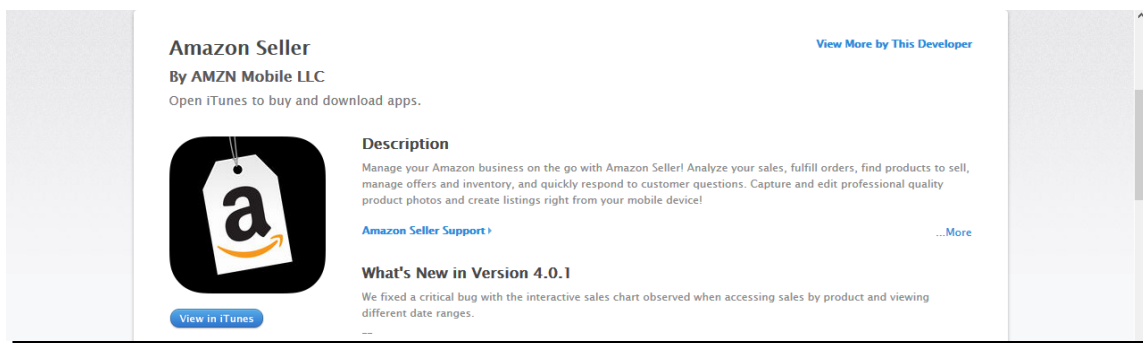 Amazon Seller
View More by This Developer
By AMZN Mobile LLC
Open iTunes to buy and download apps.
a
View in iTunes
Description
Manage your Amazon business on the go with Amazon Seller! Analyze your sales, fulfill orders, find products to sell,
manage offers and inventory, and quickly respond to customer questions. Capture and edit professional quality
product photos and create listings right from your mobile device!
Amazon Seller Support
...More
What's New in Version 4.0.1
We fixed a critical bug with the interactive sales chart observed when accessing sales by product and viewing
different date ranges.
--